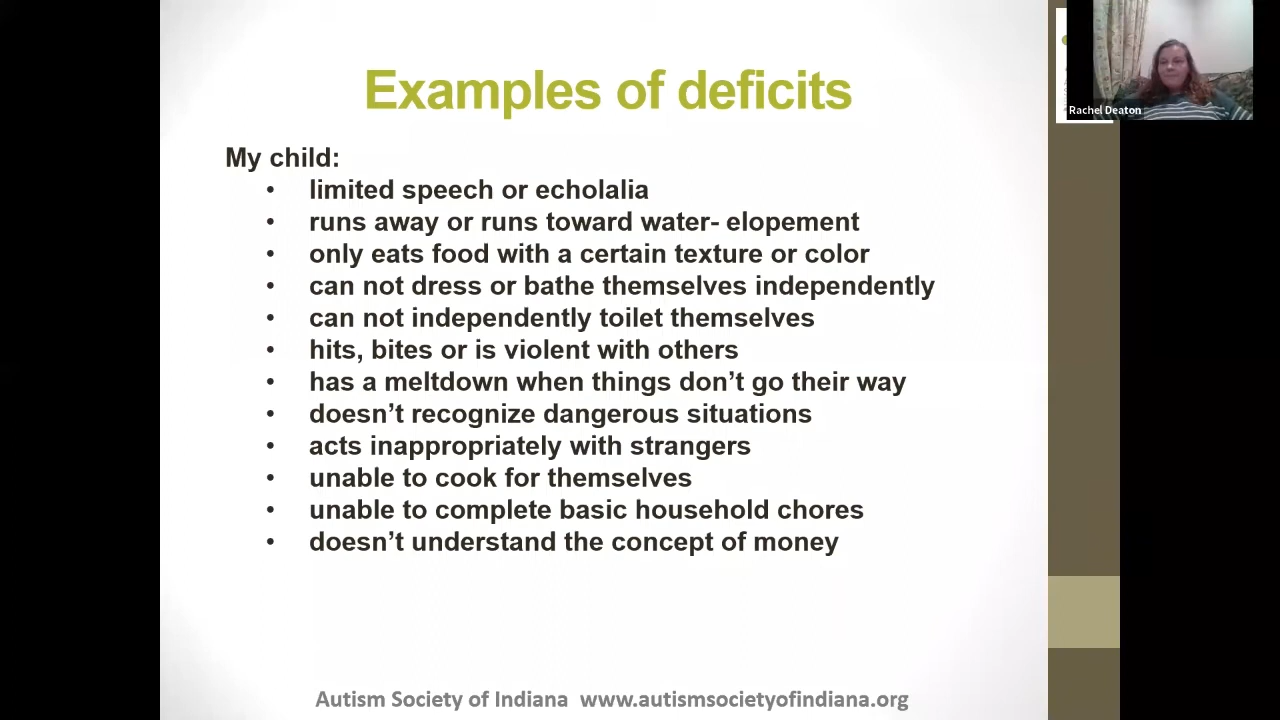 Examples of deficits
My child:
• limited speech or echolalia
• runs away or runs toward water- elopement
• only eats food with a certain texture or color
• can not dress or bathe themselves independently
• can not independently toilet themselves
• hits, bites or is violent with others
• has a meltdown when things don’t go their way
• doesn’t recognize dangerous situations
• acts inappropriately with strangers
• unable to cook for themselves
• unable to complete basic household chores
• doesn’t understand the concept of money
Autism Society of Indiana www.autismsocietyofindiana.org
Rachel Deaton